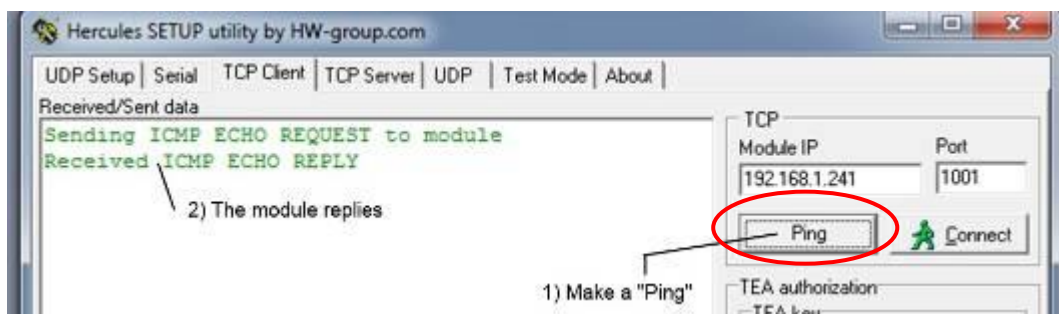 Hercules SETUP utility by HW-group.com
UDP Setup Serial TCP Client TCP Server UDP Test Mode About
Received/Sent data
Sending ICMP ECHO REQUEST to module
Received ICMP ECHO REPLY
2) The module replies
TCP
Module IP Port
192.168.1.241 1001
Ping Connect
1) Make a "Ping"
TEA authorization
TEA key